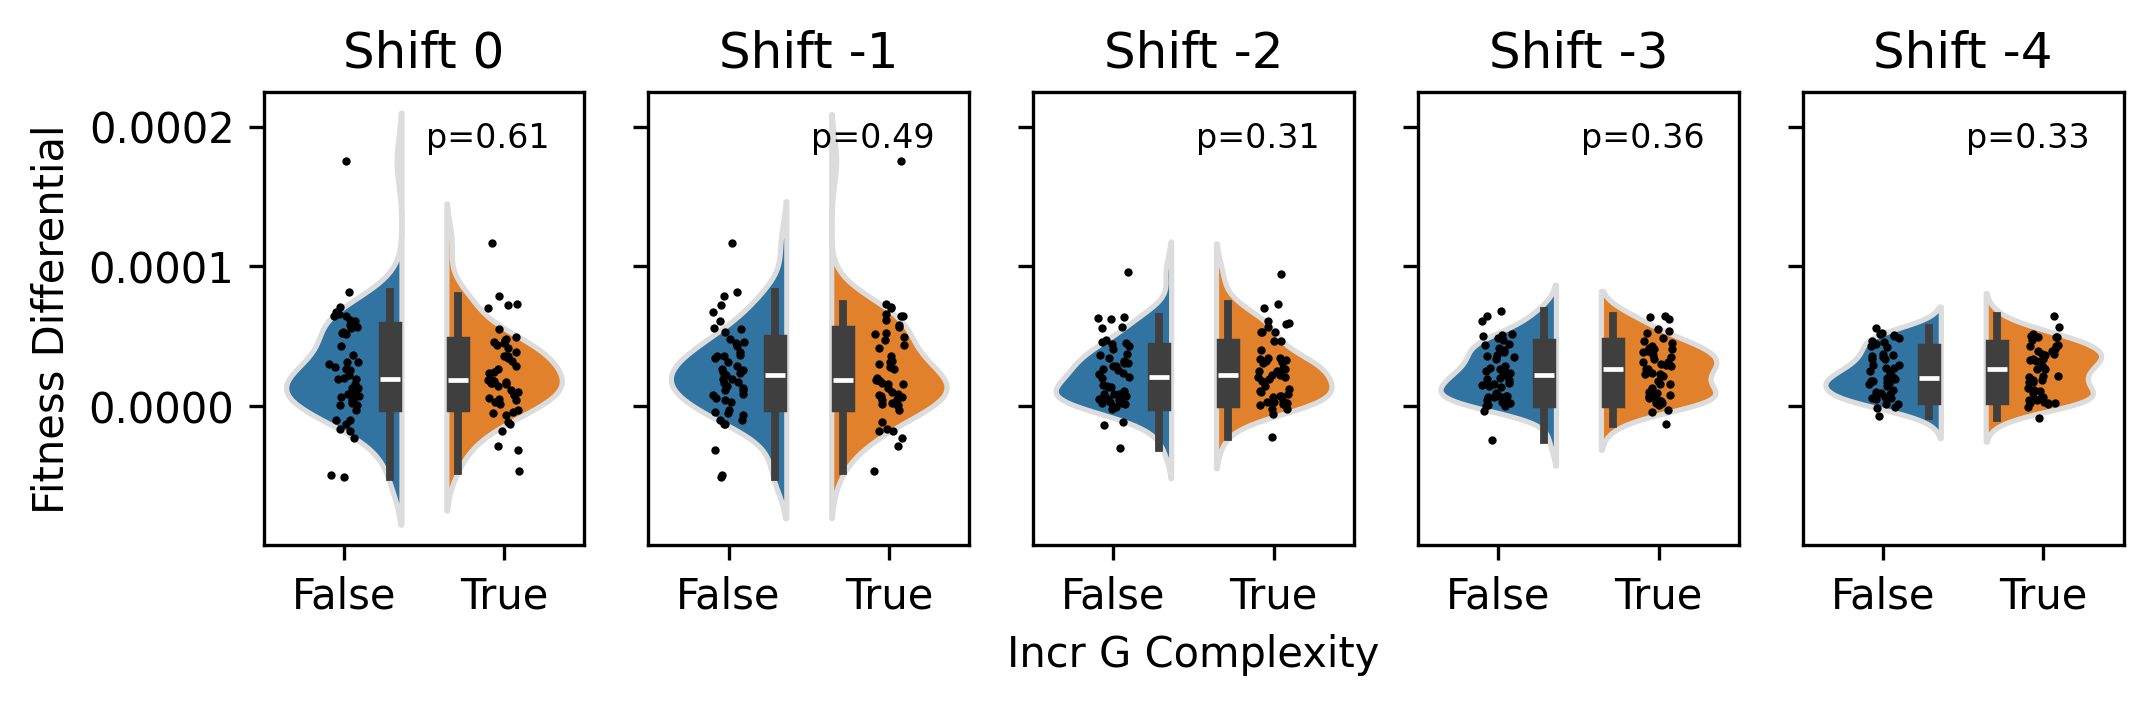 Shift 0 Shift -1 Shift -2 Shift -3 Shift -4
Fitness Differential
0.0002
0.0001
0.0000
p=0.61 p=0.49 p=0.31 p=0.36 p=0.33
False True False True False True False True False True
Incr G Complexity